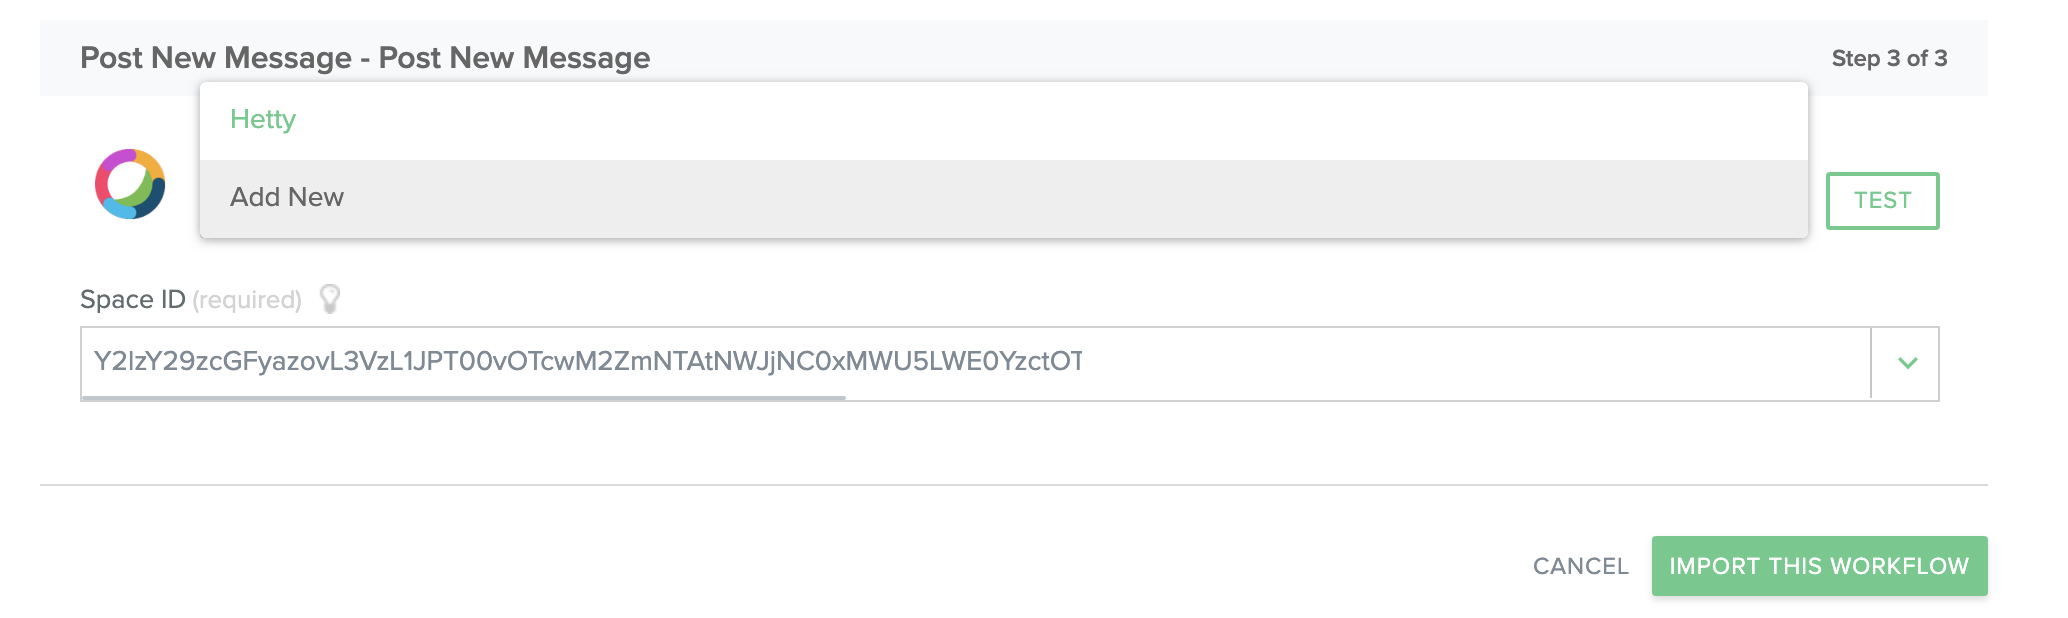 Post New Message - Post New Message
Step 3 of 3
Hetty
Add New
TEST
Space ID (required)
Y2lzY29zcGFyazovL3VzL1JPT00vOTcwM2ZmNTAtNWJjNC0xMWU5LWE0YzctOT
CANCEL
IMPORT THIS WORKFLOW